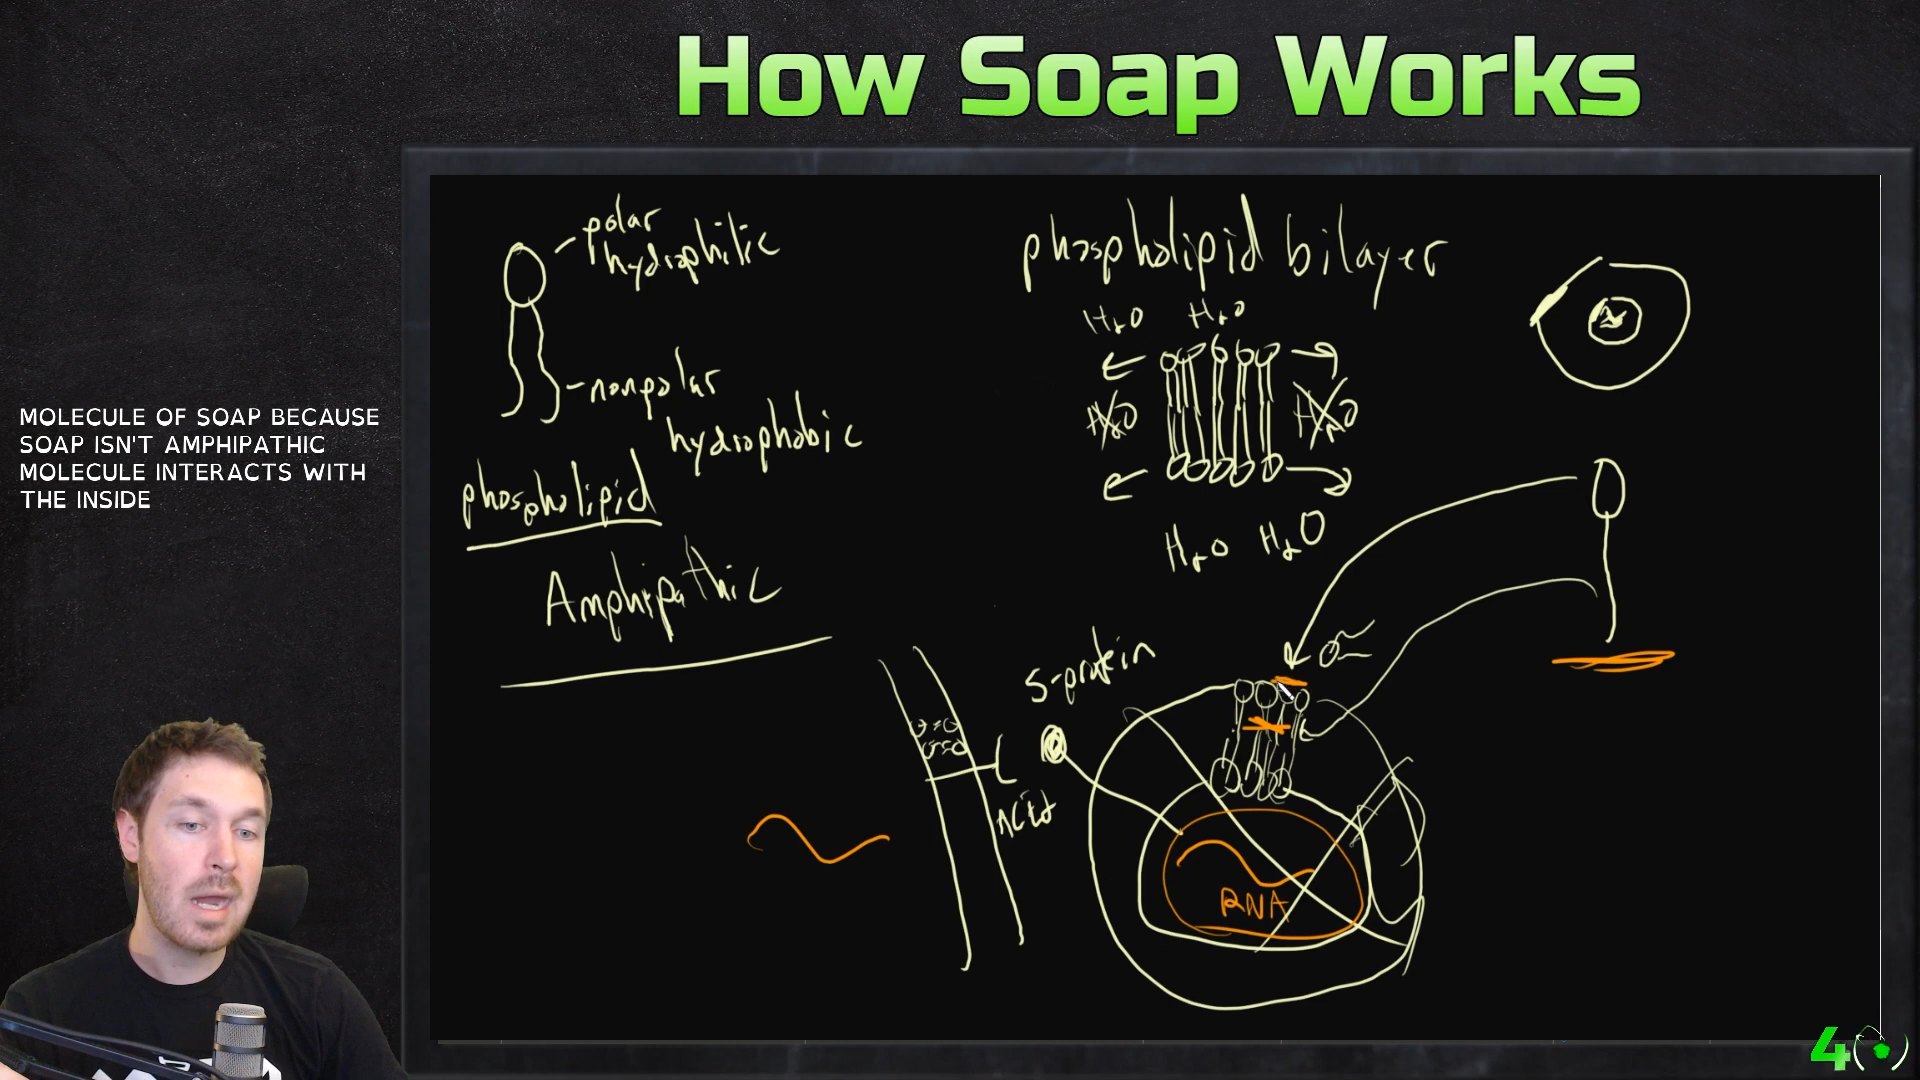 How Soap Works
polar
hydrophilic
nonpolar
hydrophobic
phospholipid
Amphipathic
phospholipid bilayer
H2O H2O
H2O H2O
H2O H2O
S-protein
RNA
MOLECULE OF SOAP BECAUSE
SOAP ISN'T AMPHIPATHIC
MOLECULE INTERACTS WITH
THE INSIDE
4